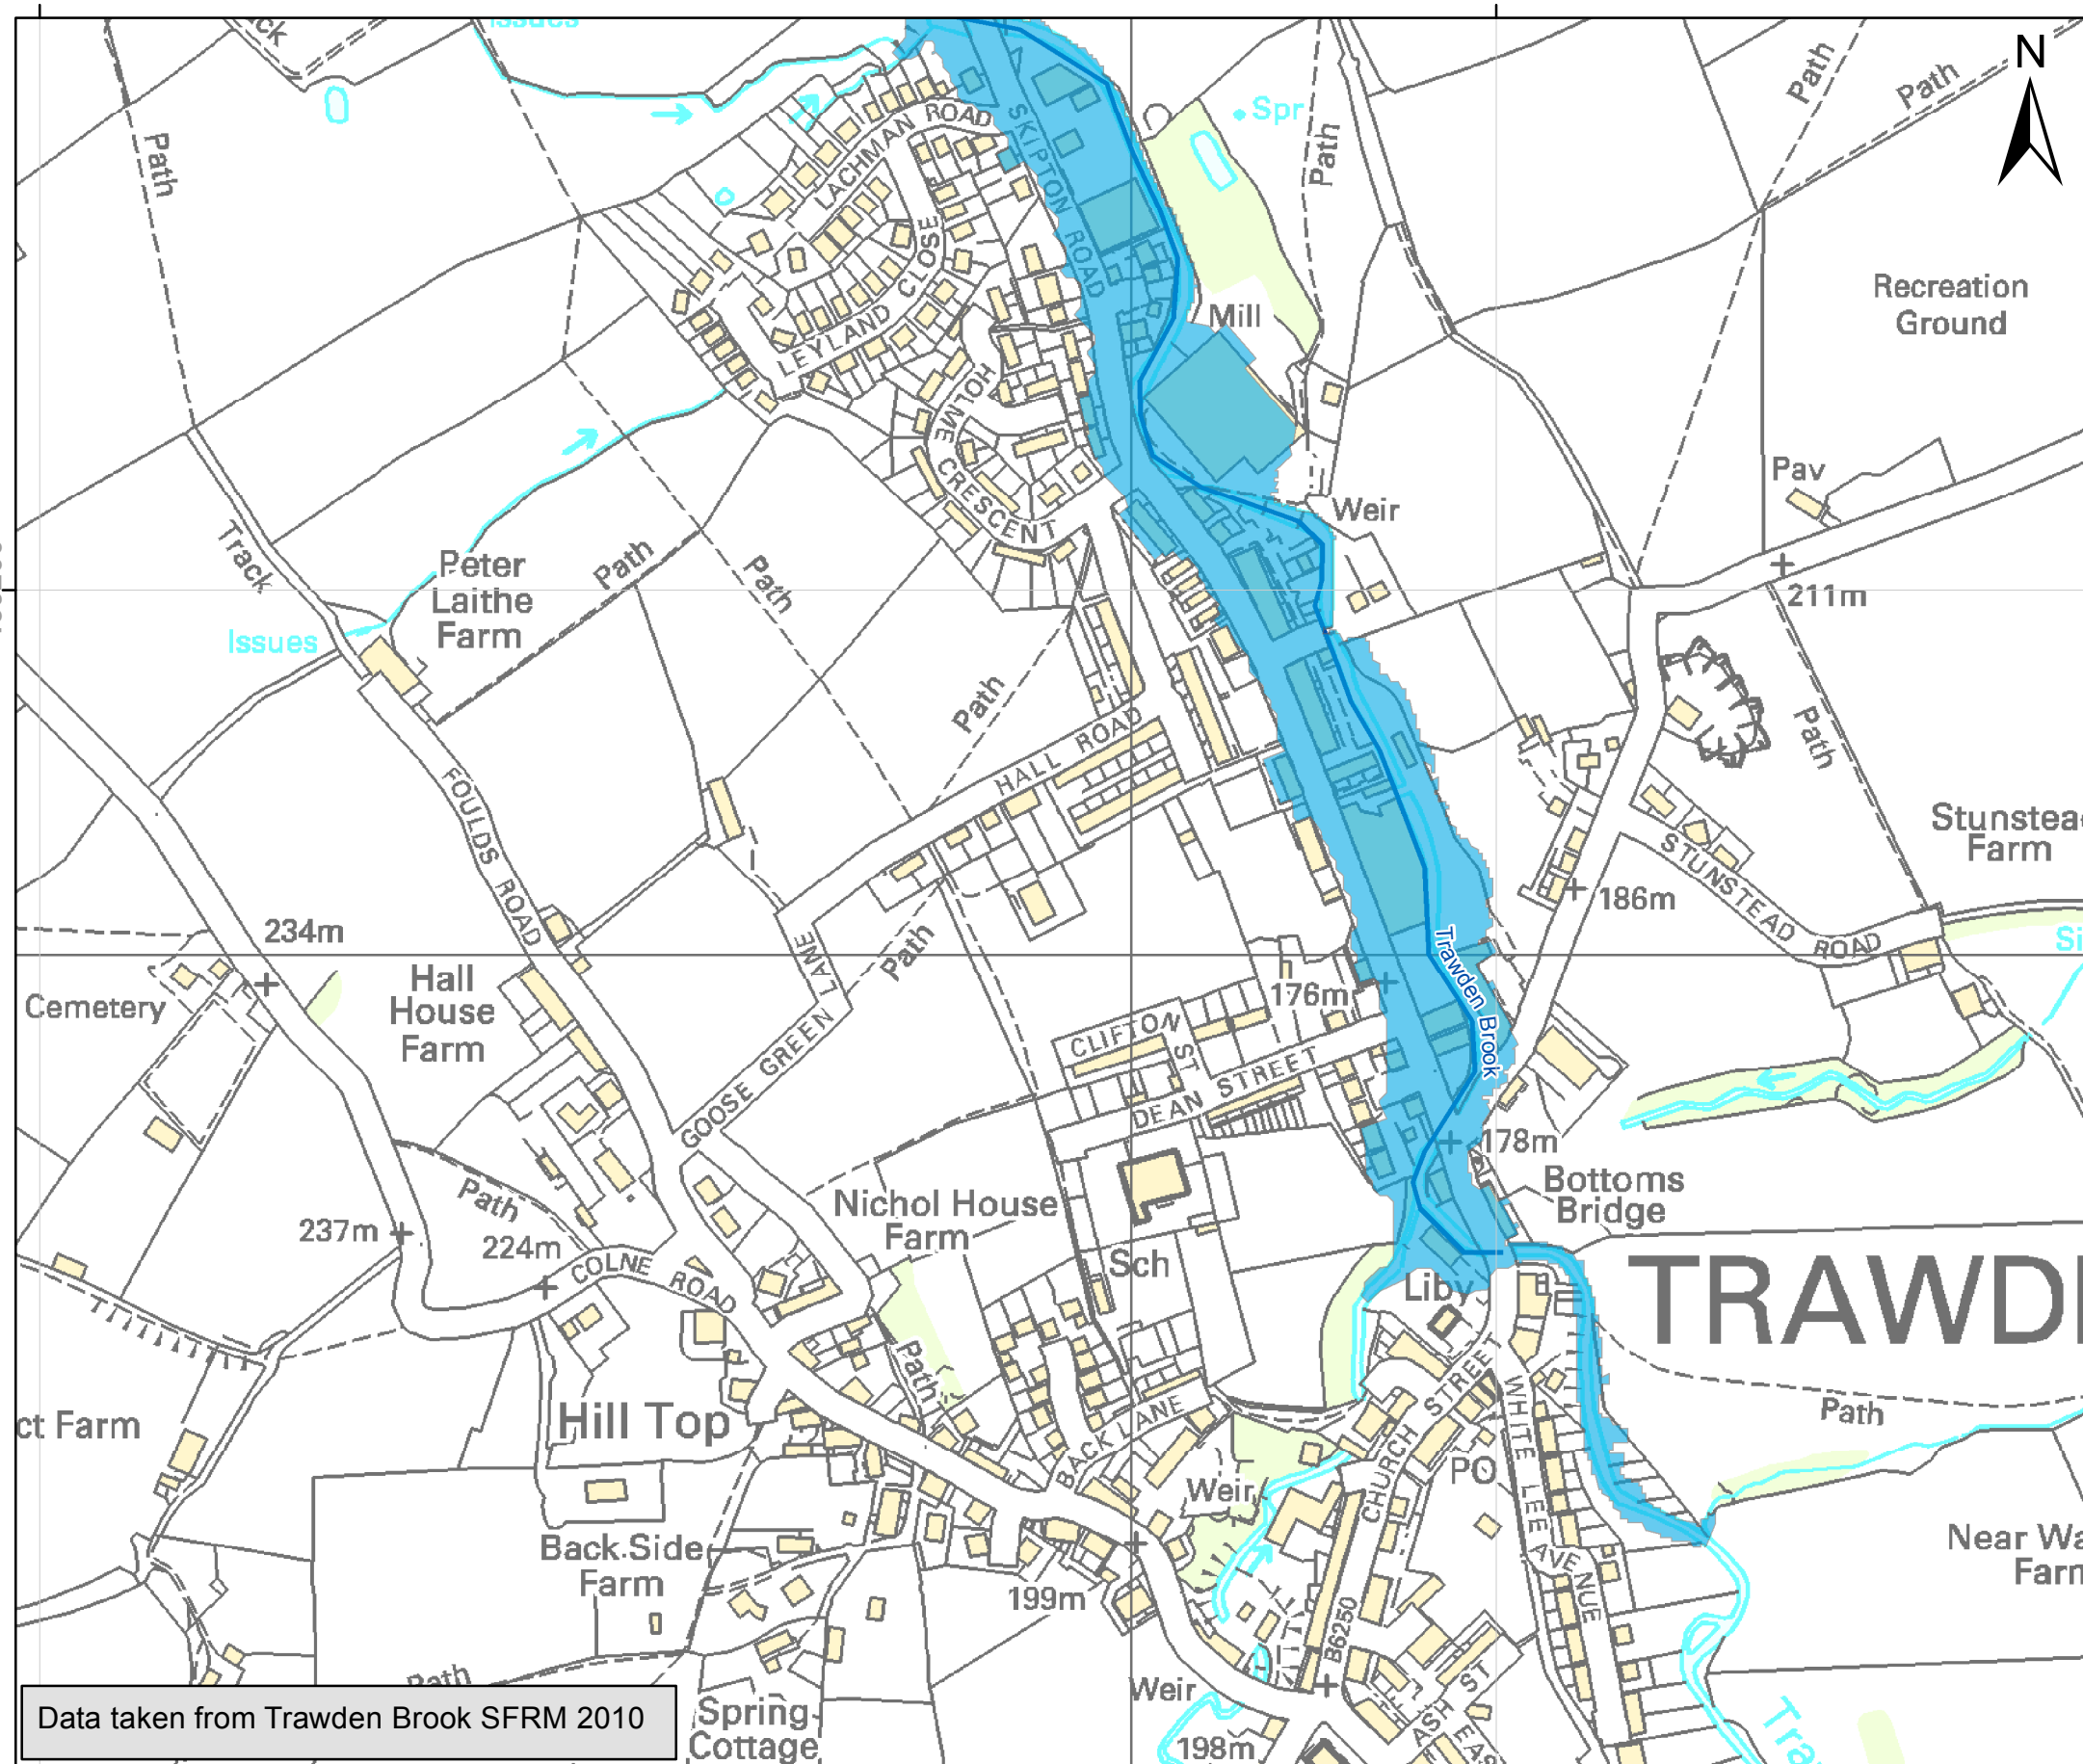 Issues
N
Path
Path
Spr
Path
Path
LACHMAN ROAD
SKIPTON ROAD
Recreation
Ground
LEYLAND CLOSE
Mill
HOLME CRESCENT
Pav
Weir
Track
Peter
Laithe
Farm
Path
Path
211m
Issues
Path
Path
HALL ROAD
FOULDS ROAD
Farm
STUNSTEAD ROAD
186m
234m
LANE
Path
Trawden Brook
Hall
House
Farm
Cemetery
176m
CLIFTON
ST
GOOSE GREEN
DEAN STREET
178m
Bottoms
Bridge
Path
Nichol House
Farm
237m
224m
COLNE ROAD
Sch
Liby
TRAWD
Path
WHITE LEE AVENUE
Path
ct Farm
Hill Top
BACK LANE
CHURCH STREE
PO
Weir
Back Side
Farm
Near Wa
199m
B6250
Path
Weir
Spring
Cottage
ASH ST
198m
Data taken from Trawden Brook SFRM 2010